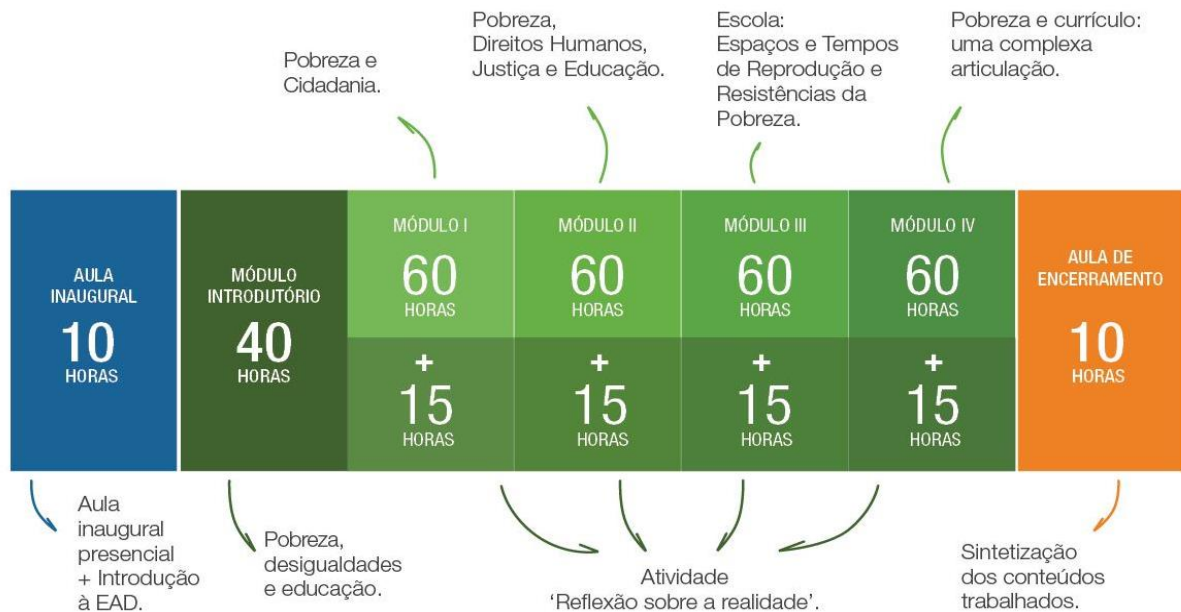 Pobreza e
Cidadania.
Pobreza,
Direitos Humanos,
Justiça e Educação.
Escola:
Espaços e Tempos
de Reprodução e
Resistências da
Pobreza.
Pobreza e currículo:
uma complexa
articulação.
AULA
INAUGURAL
10
HORAS
MÓDULO
INTRODUTÓRIO
40
HORAS
MÓDULO I
60
HORAS
+
15
HORAS
MÓDULO II
60
HORAS
+
15
HORAS
MÓDULO III
60
HORAS
+
15
HORAS
MÓDULO IV
60
HORAS
+
15
HORAS
AULA DE
ENCERRAMENTO
10
HORAS
Aula
inaugural
presencial
+ Introdução
à EAD.
Pobreza,
desigualdades
e educação.
Atividade
‘Reflexão sobre a realidade’.
Sintetização
dos conteúdos
trabalhados.